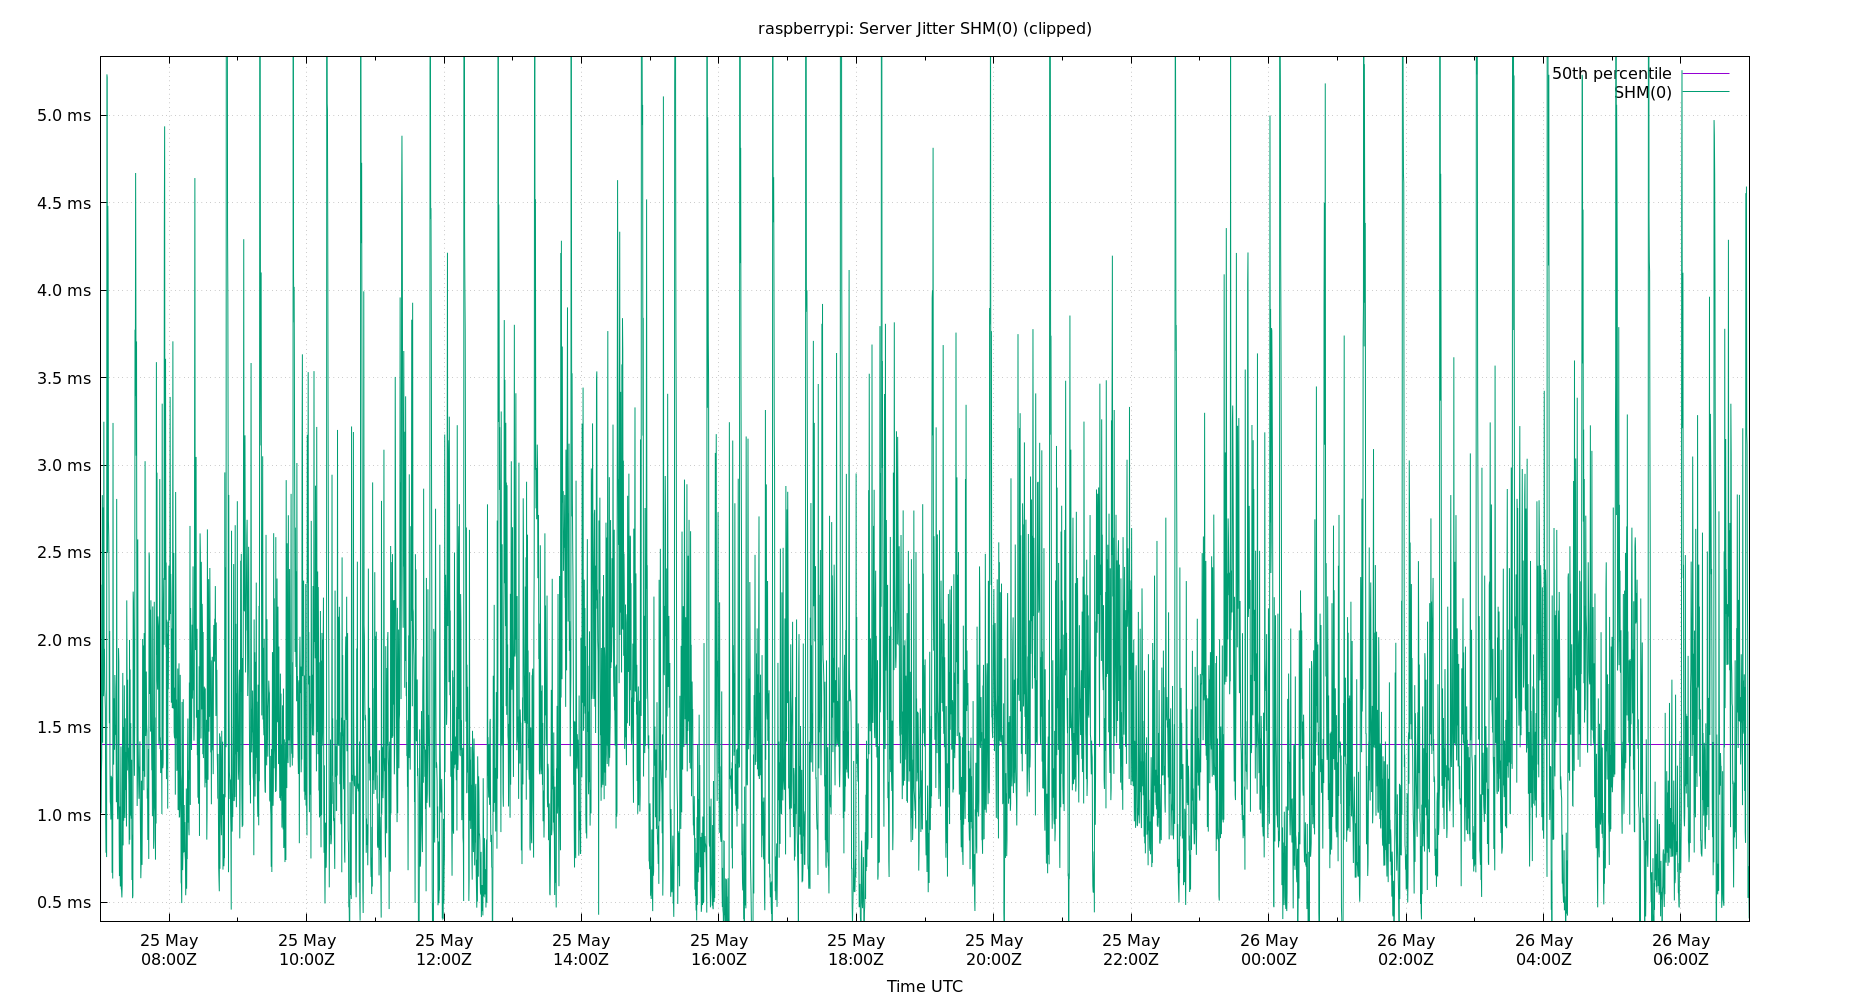 raspberrypi: Server Jitter SHM(0) (clipped)
50th percentile
SHM(0)
5.0 ms
4.5 ms
4.0 ms
3.5 ms
3.0 ms
2.5 ms
2.0 ms
1.5 ms
1.0 ms
0.5 ms
25 May 25 May 25 May 25 May 25 May 25 May 25 May 25 May 26 May 26 May 26 May 26 May
08:00Z 10:00Z 12:00Z 14:00Z 16:00Z 18:00Z 20:00Z 22:00Z 00:00Z 02:00Z 04:00Z 06:00Z
Time UTC